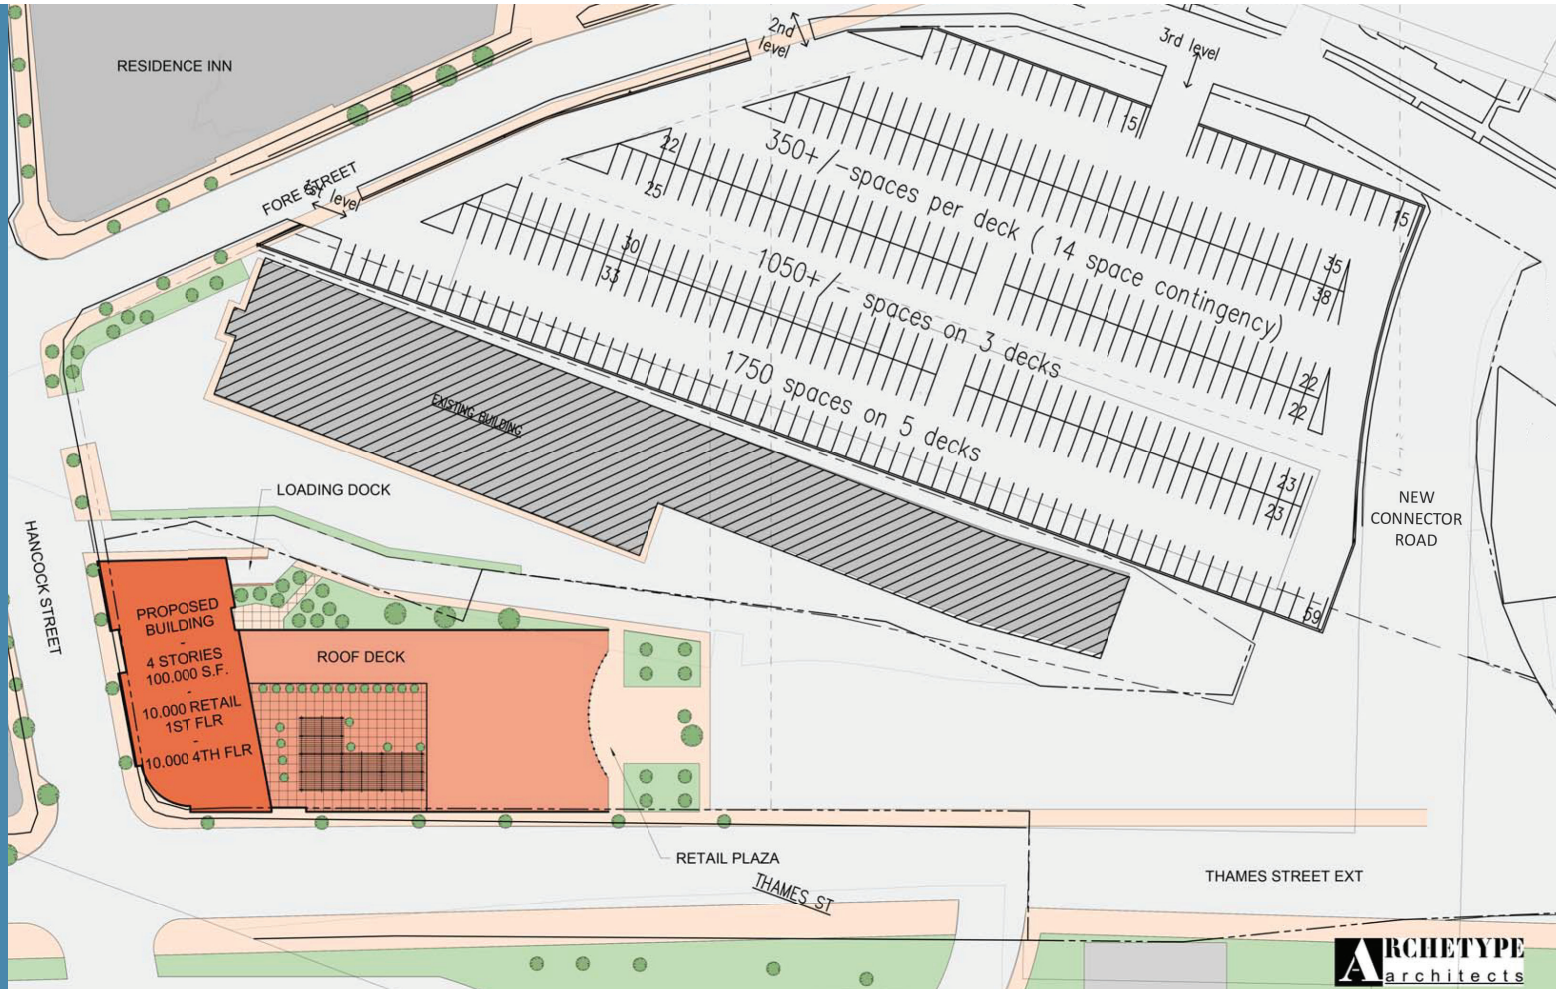 RESIDENCE INN
2nd
level
3rd level
FORE STREET
level
15
15
22
25
350+/-spaces per deck ( 14 space contingency)
35
38
30
33
1050+/- spaces on 3 decks
22
22
1750 spaces on 5 decks
23
23
59
EXISTING BUILDING
NEW
CONNECTOR
ROAD
LOADING DOCK
HANCOCK STREET
PROPOSED
BUILDING
-
4 STORIES
100.000 S.F.
-
10.000 RETAIL
1ST FLR
-
10.000 4TH FLR
ROOF DECK
RETAIL PLAZA
THAMES ST
THAMES STREET EXT
ARCHETYPE
architects